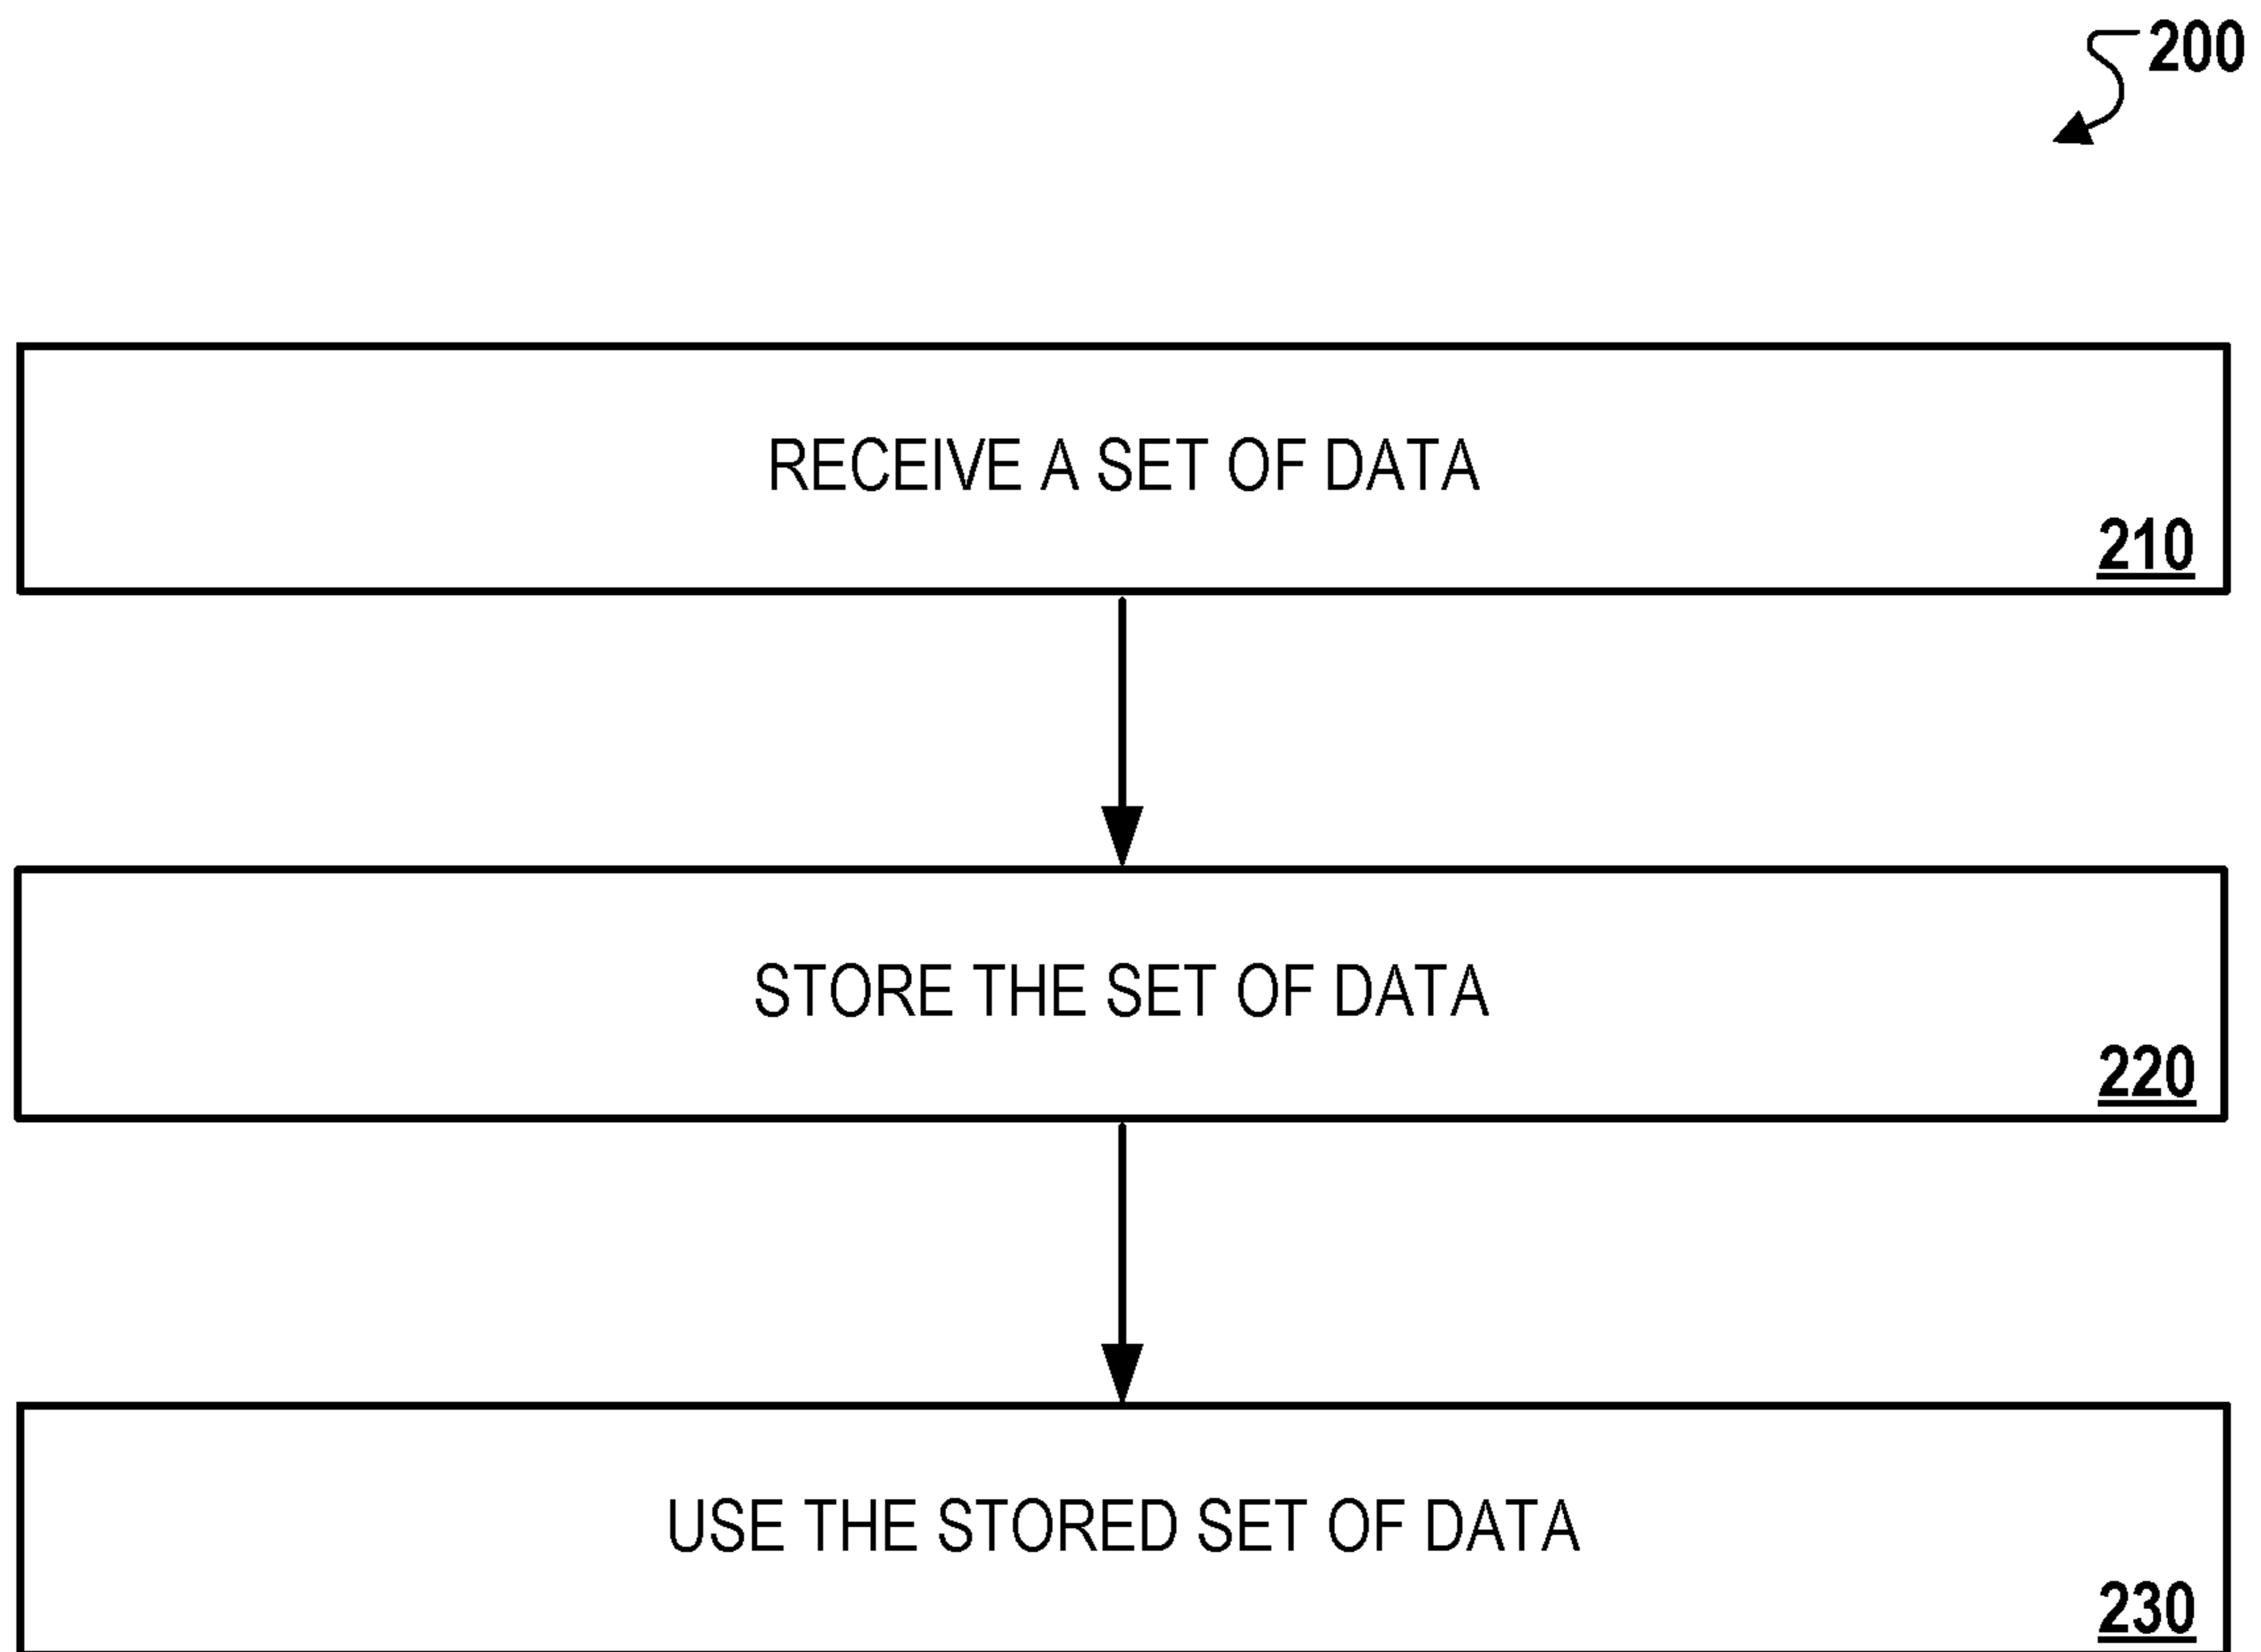 200
RECEIVE A SET OF DATA
210
STORE THE SET OF DATA
220
USE THE STORED SET OF DATA
230